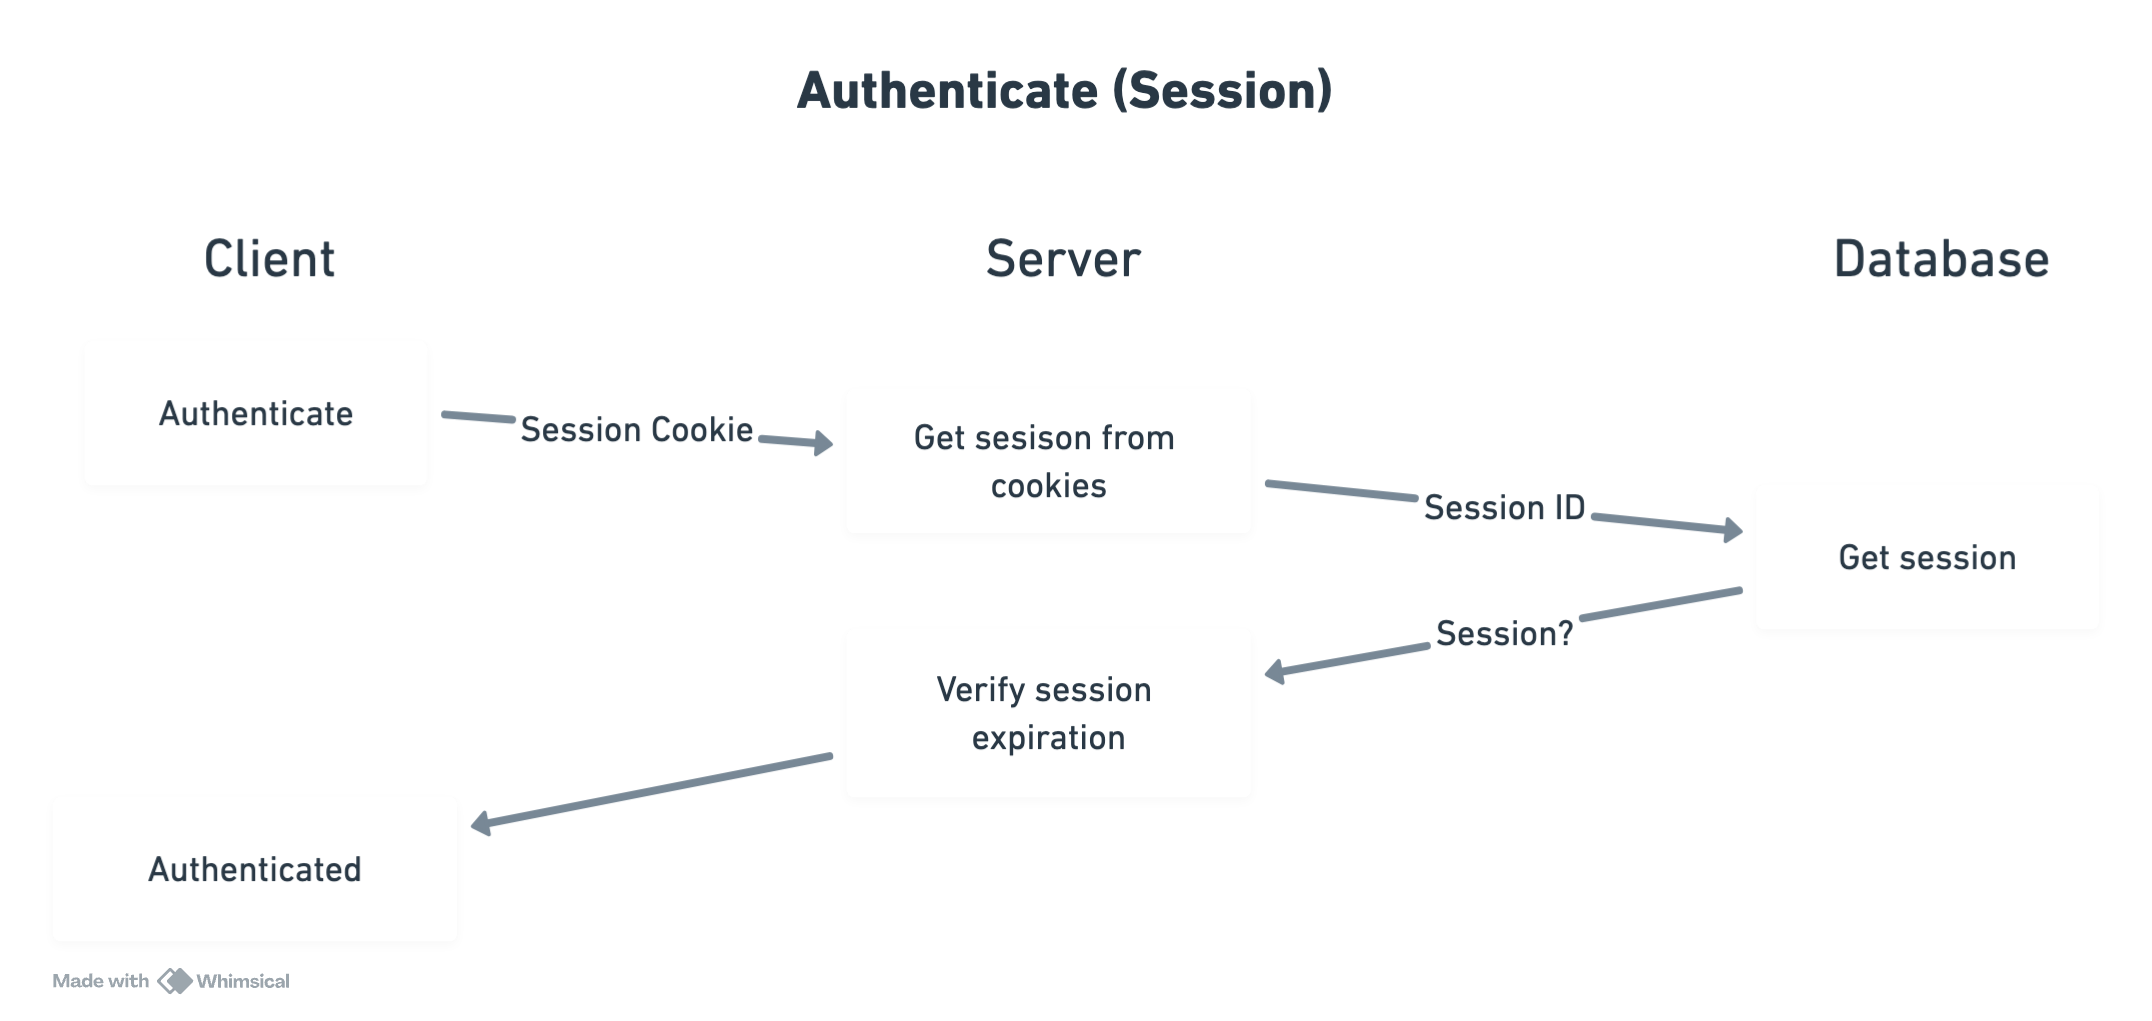 Authenticate (Session)
Client
Server
Database
Authenticate
Session Cookie
Get sesison from
cookies
Session ID
Get session
Session?
Verify session
expiration
Authenticated
Made with Whimsical